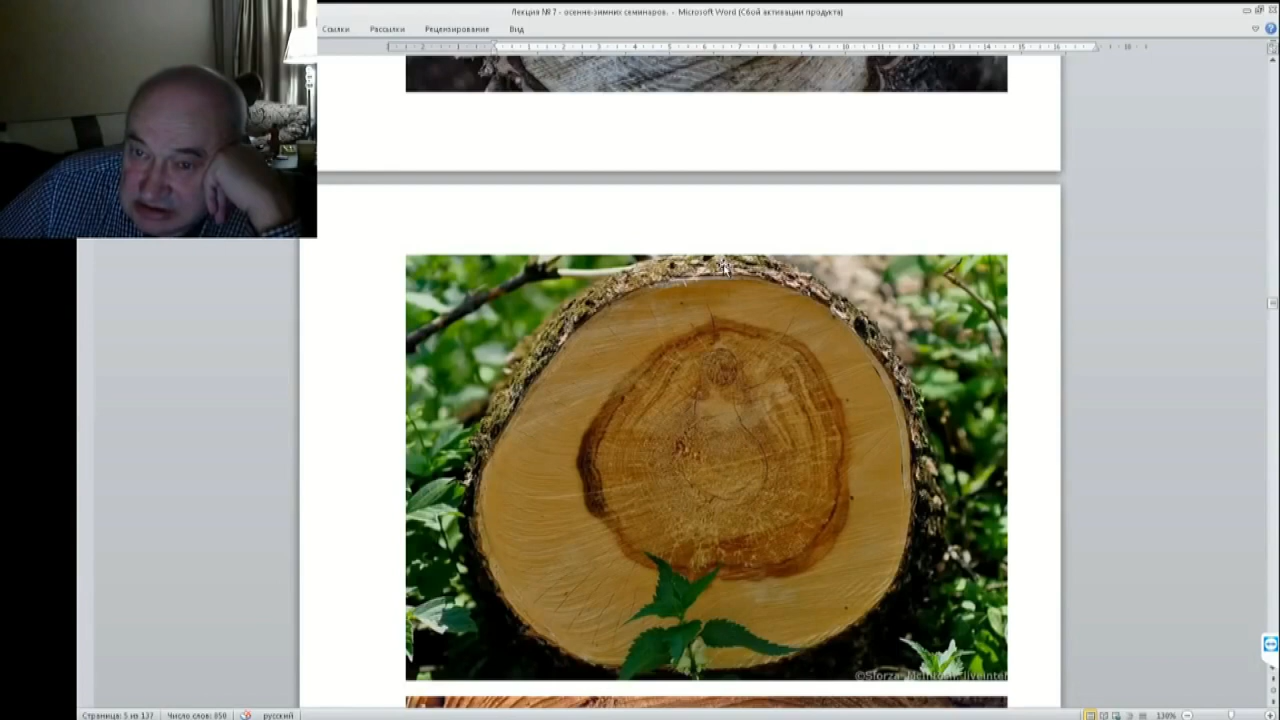 Лекция № 7 - осенне-зимних семинаров. - Microsoft Word (Сбой активации продукта)
Ссылки Рассылки Рецензирование Вид
Страница: 5 из 137 Число слов: 850 русский 130%